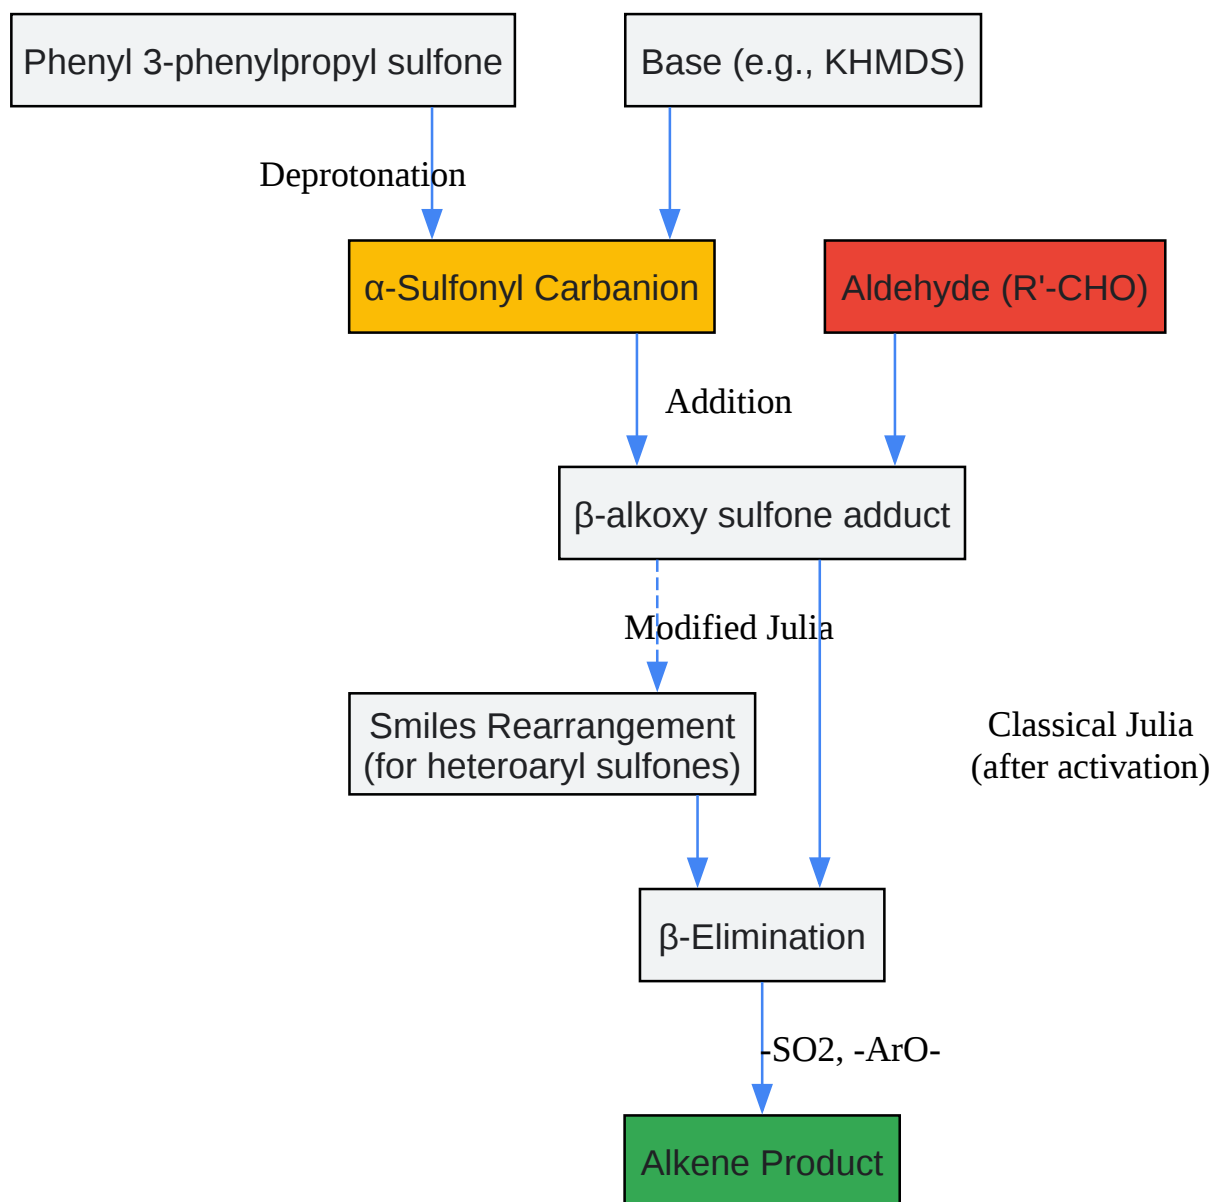 Phenyl 3-phenylpropyl sulfone
Base (e.g., KHMDS)
Deprotonation
α-Sulfonyl Carbanion
Aldehyde (R'-CHO)
Addition
β-alkoxy sulfone adduct
Modified Julia
Smiles Rearrangement
(for heteroaryl sulfones)
Classical Julia
(after activation)
β-Elimination
-SO2, -ArO-
Alkene Product